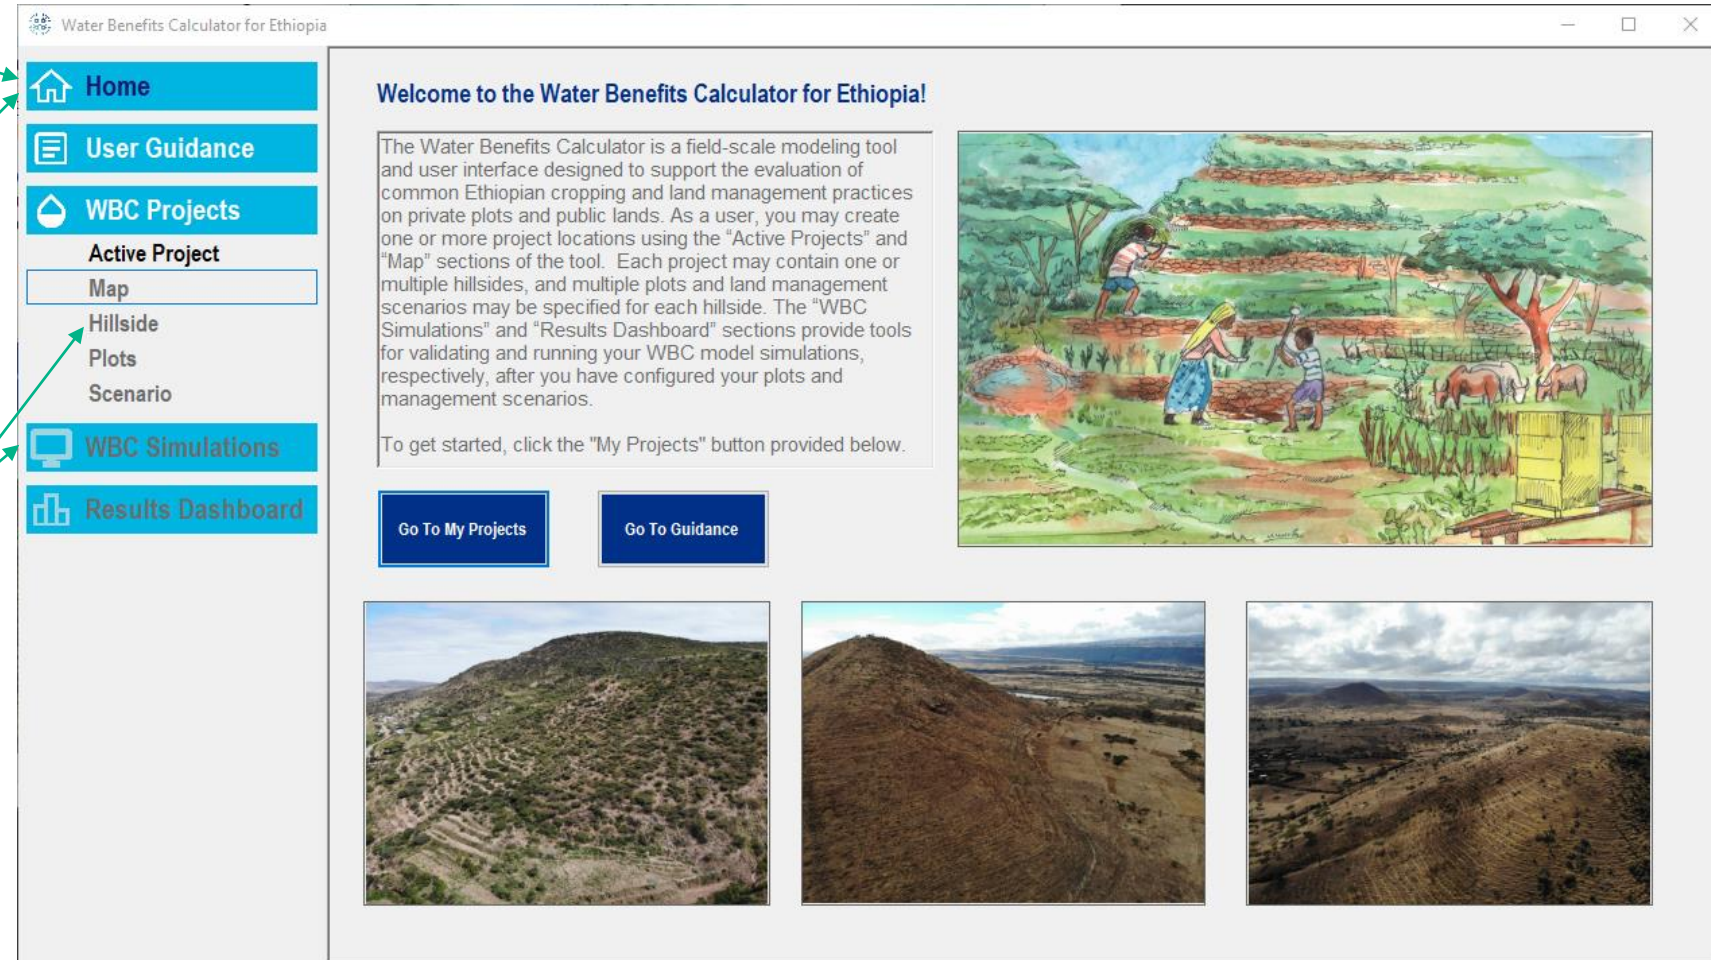 Water Benefits Calculator for Ethiopia
Home
User Guidance
WBC Projects
Active Project
Map
Hillside
Plots
Scenario
WBC Simulations
Results Dashboard
Welcome to the Water Benefits Calculator for Ethiopia!
The Water Benefits Calculator is a field-scale modeling tool
and user interface designed to support the evaluation of
common Ethiopian cropping and land management practices
on private plots and public lands. As a user, you may create
one or more project locations using the “Active Projects” and
“Map” sections of the tool.  Each project may contain one or
multiple hillsides, and multiple plots and land management
scenarios may be specified for each hillside. The “WBC
Simulations” and “Results Dashboard” sections provide tools
for validating and running your WBC model simulations,
respectively, after you have configured your plots and
management scenarios.
To get started, click the "My Projects" button provided below.
Go To My Projects
Go To Guidance